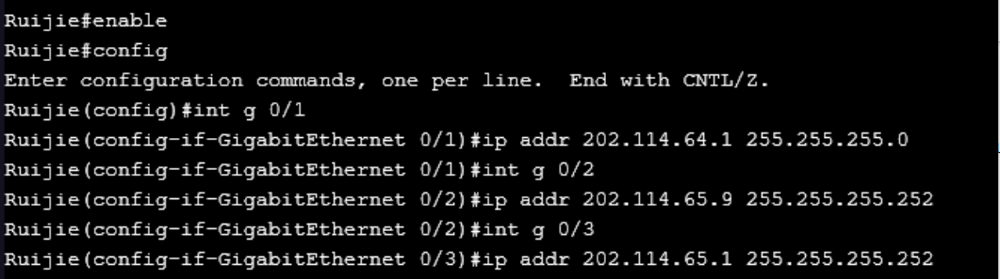 Ruijie#enable
Ruijie#config
Enter configuration commands, one per line.  End with CNTL/Z.
Ruijie(config)#int g 0/1
Ruijie(config-if-GigabitEthernet 0/1)#ip addr 202.114.64.1 255.255.255.0
Ruijie(config-if-GigabitEthernet 0/1)#int g 0/2
Ruijie(config-if-GigabitEthernet 0/2)#ip addr 202.114.65.9 255.255.255.252
Ruijie(config-if-GigabitEthernet 0/2)#int g 0/3
Ruijie(config-if-GigabitEthernet 0/3)#ip addr 202.114.65.1 255.255.255.252